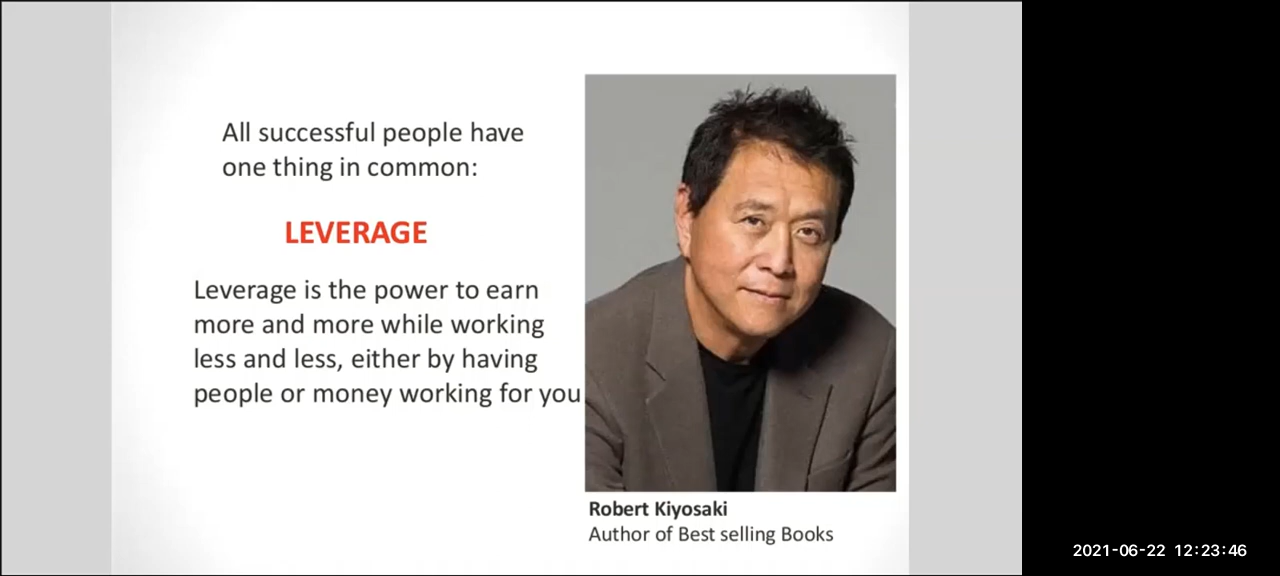 All successful people have
one thing in common:
LEVERAGE
Leverage is the power to earn
more and more while working
less and less, either by having
people or money working for you
Robert Kiyosaki
Author of Best selling Books
2021-06-22 12:23:46